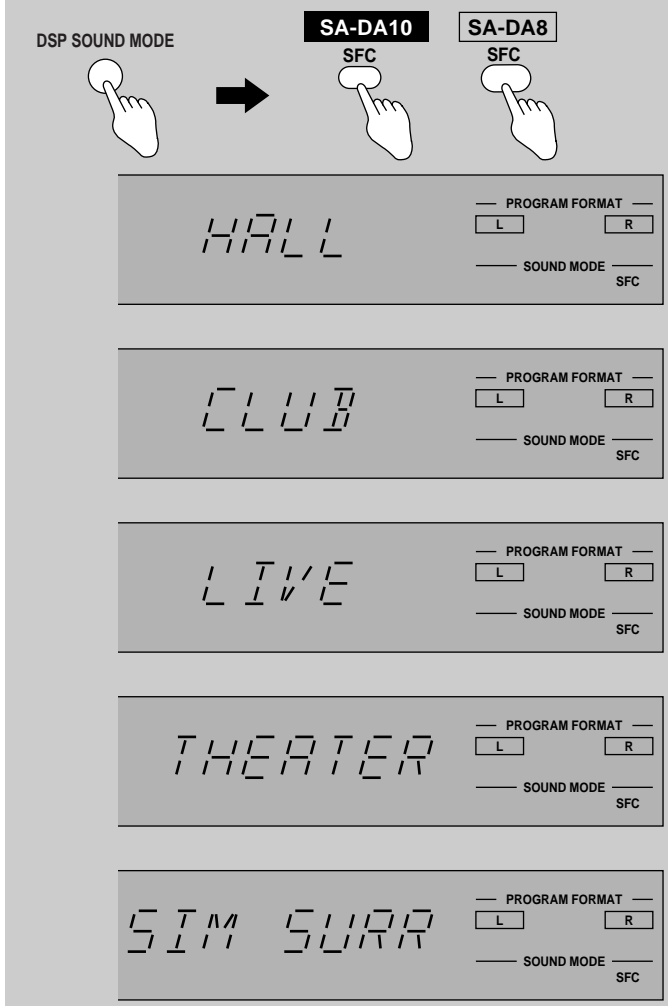 DSP SOUND MODE
SA-DA10 SA-DA8
SFC SFC
HALL
PROGRAM FORMAT
L R
SOUND MODE
SFC
CLUB
PROGRAM FORMAT
L R
SOUND MODE
SFC
LIVE
PROGRAM FORMAT
L R
SOUND MODE
SFC
THEATER
PROGRAM FORMAT
L R
SOUND MODE
SFC
SIM SURR
PROGRAM FORMAT
L R
SOUND MODE
SFC